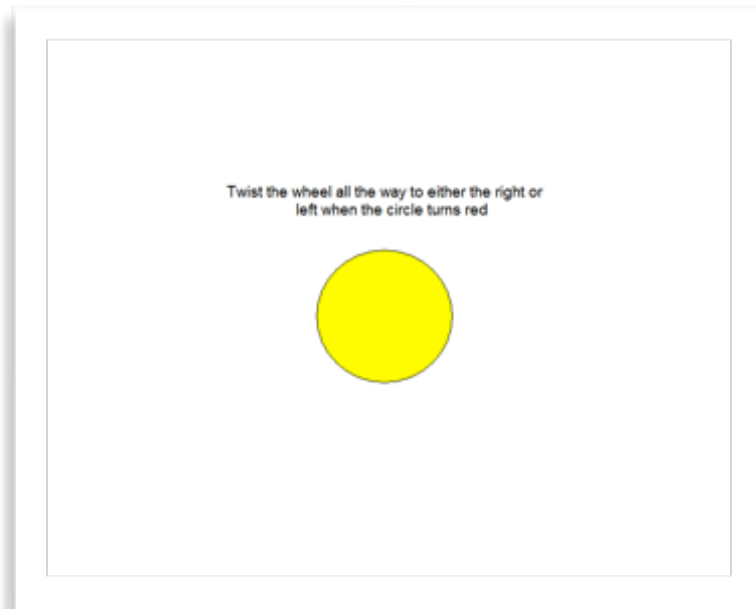 Twist the wheel all the way to either the right or
left when the circle turns red